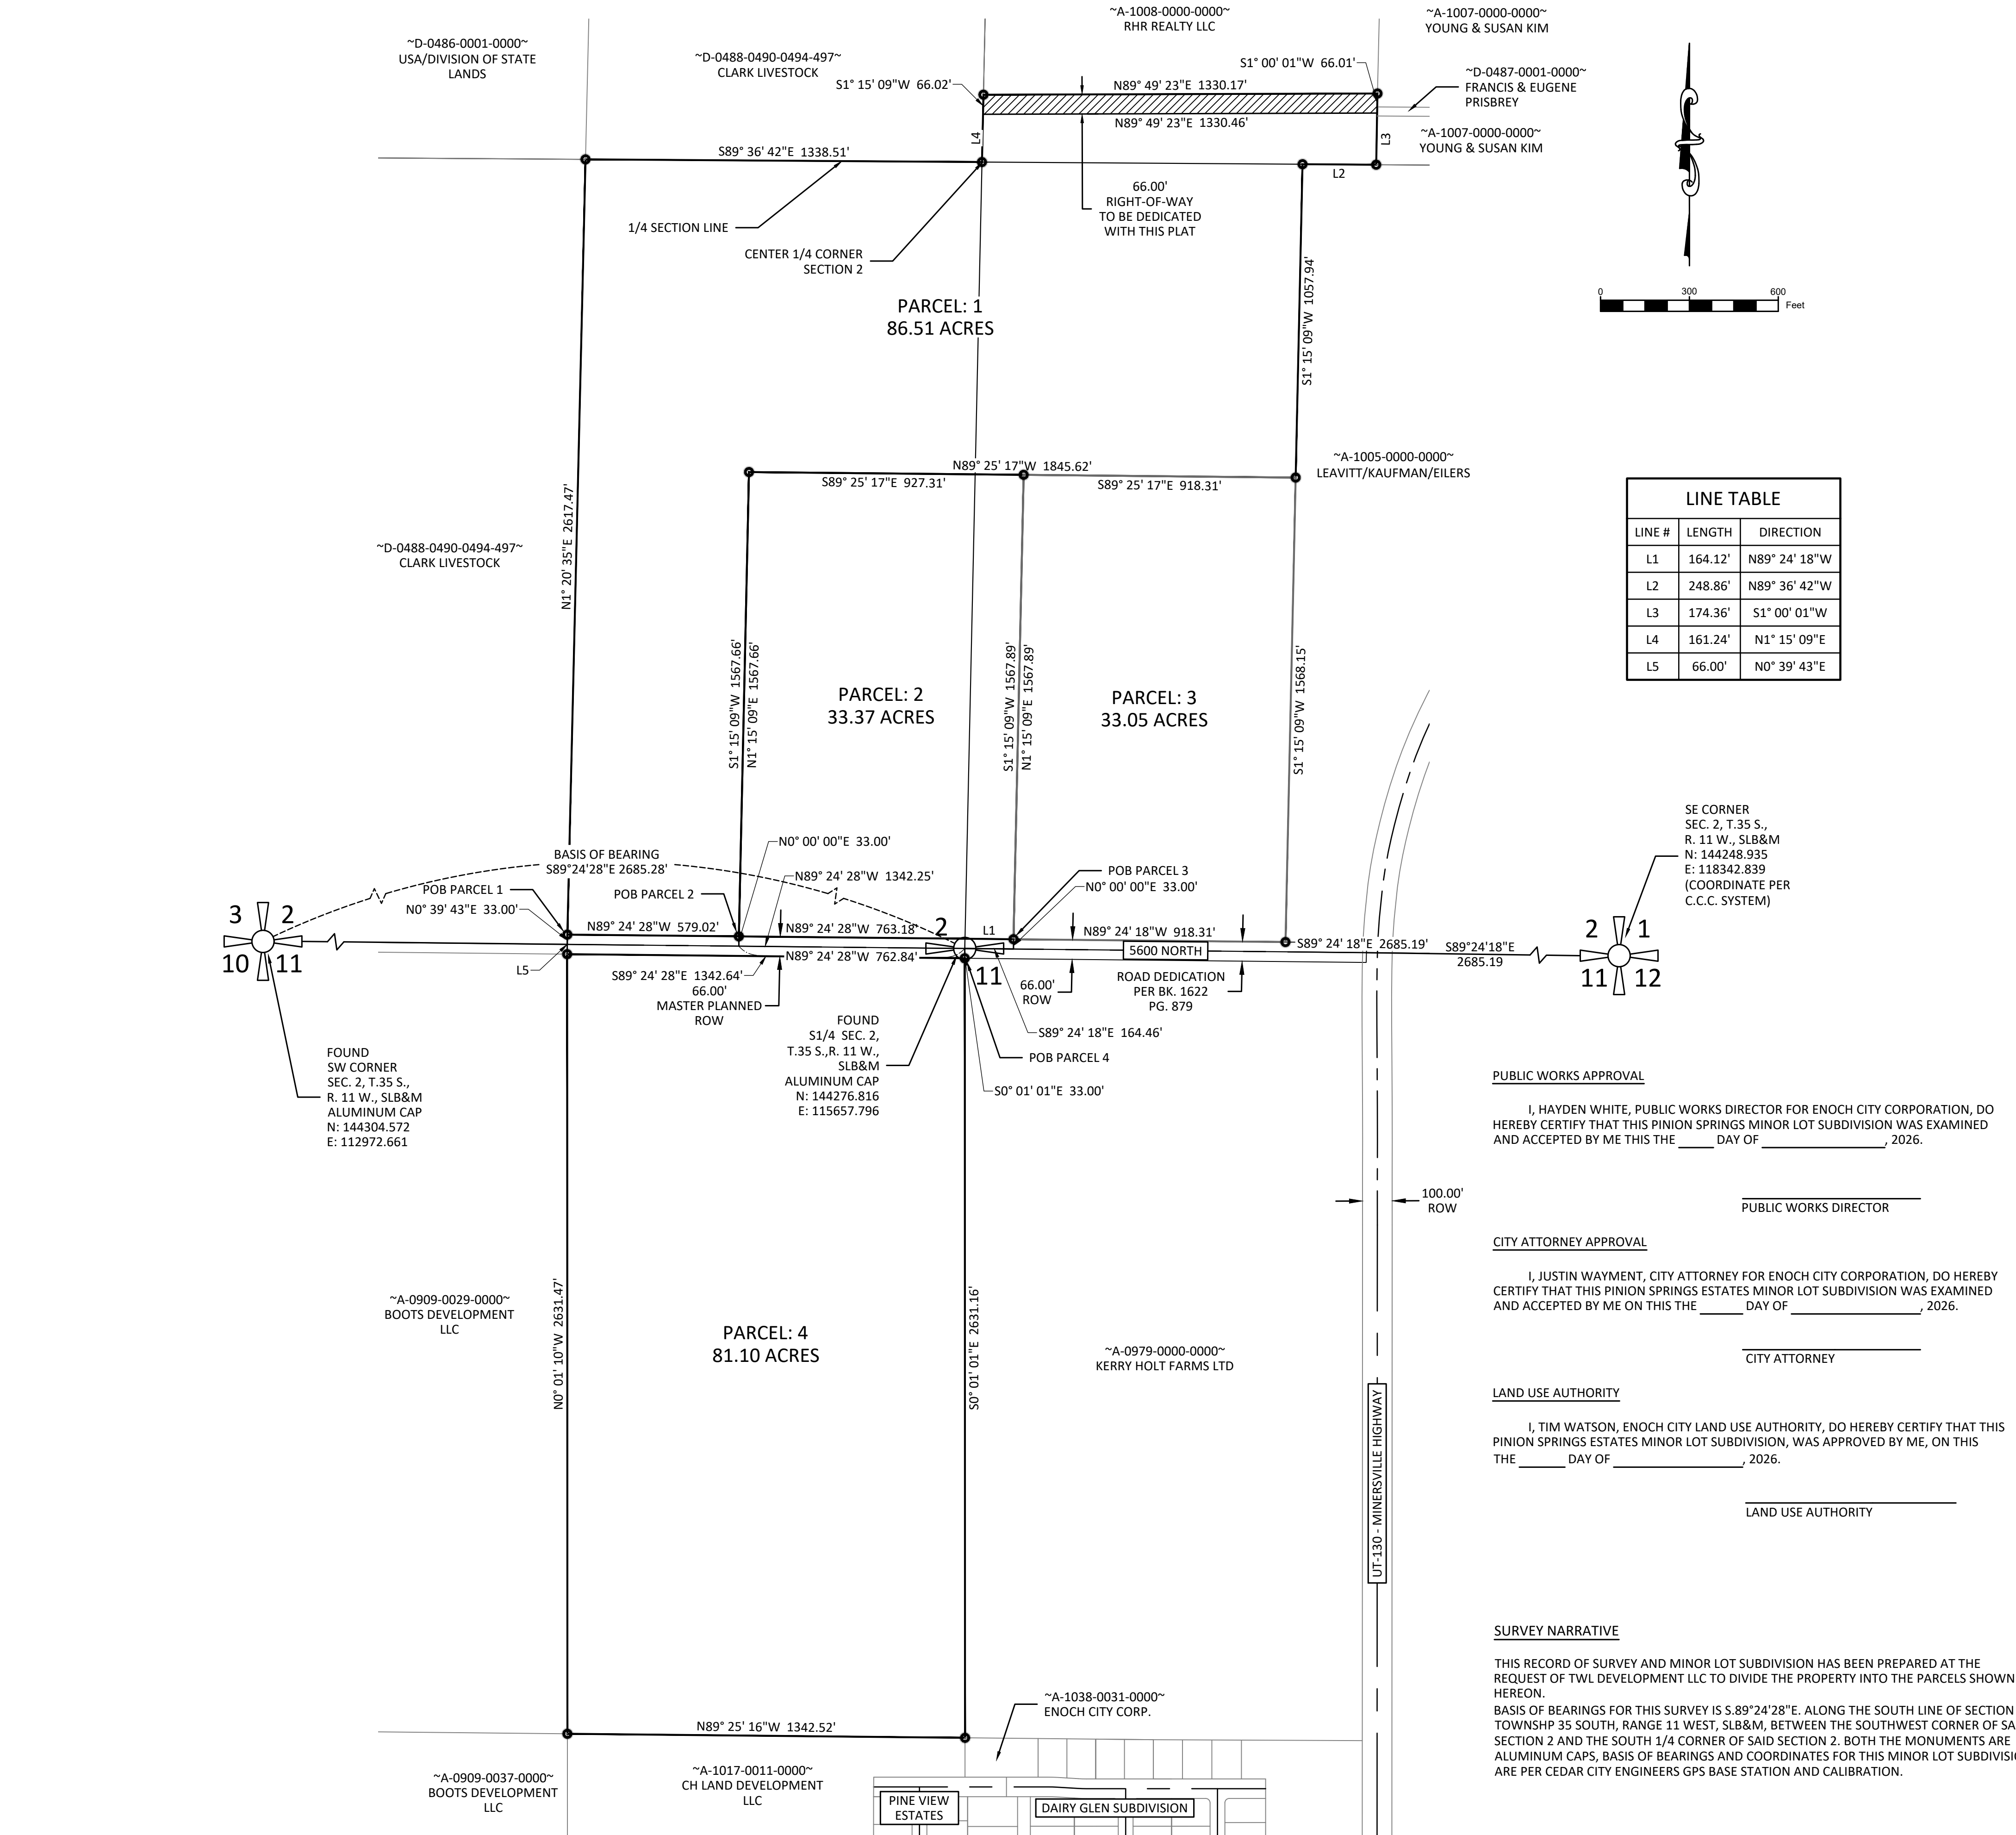 ~A-1008-0000-0000~
RHR REALTY LLC
~A-1007-0000-0000~
YOUNG & SUSAN KIM
~D-0486-0001-0000~
USA/DIVISION OF STATE
LANDS
~D-0488-0490-0494-497~
CLARK LIVESTOCK
S1° 15' 09"W 66.02'
S1° 00' 01"W 66.01'
N89° 49' 23"E 1330.17'
N89° 49' 23"E 1330.46'
~D-0487-0001-0000~
FRANCIS & EUGENE
PRISBREY
~A-1007-0000-0000~
YOUNG & SUSAN KIM
L4
L3
S89° 36' 42"E 1338.51'
L2
66.00'
RIGHT-OF-WAY
TO BE DEDICATED
WITH THIS PLAT
1/4 SECTION LINE
CENTER 1/4 CORNER
SECTION 2
0 300 600
Feet
PARCEL: 1
86.51 ACRES
S1° 15' 09"W 1057.94'
N89° 25' 17"W 1845.62'
S89° 25' 17"E 927.31'
S89° 25' 17"E 918.31'
~A-1005-0000-0000~
LEAVITT/KAUFMAN/EILERS
LINE TABLE
LINE # LENGTH DIRECTION
L1 164.12' N89° 24' 18"W
L2 248.86' N89° 36' 42"W
L3 174.36' S1° 00' 01"W
L4 161.24' N1° 15' 09"E
L5 66.00' N0° 39' 43"E
~D-0488-0490-0494-497~
CLARK LIVESTOCK
N1° 20' 35"E 2617.47'
S1° 15' 09"W 1567.66'
N1° 15' 09"E 1567.66'
PARCEL: 2
33.37 ACRES
S1° 15' 09"W 1567.89'
N1° 15' 09"E 1567.89'
PARCEL: 3
33.05 ACRES
S1° 15' 09"W 1568.15'
SE CORNER
SEC. 2, T.35 S.,
R. 11 W., SLB&M
N: 144248.935
E: 118342.839
(COORDINATE PER
C.C.C. SYSTEM)
BASIS OF BEARING
S89°24'28"E 2685.28'
N0° 00' 00"E 33.00'
N89° 24' 28"W 1342.25'
POB PARCEL 1
POB PARCEL 2
N0° 39' 43"E 33.00'
POB PARCEL 3
N0° 00' 00"E 33.00'
3 2
10 11
N89° 24' 28"W 579.02'
N89° 24' 28"W 763.18'
2
11
L1
N89° 24' 18"W 918.31'
5600 NORTH
S89° 24' 18"E 2685.19'
S89°24'18"E
2685.19
2 1
11 12
L5
N89° 24' 28"W 762.84'
S89° 24' 28"E 1342.64'
66.00'
MASTER PLANNED
ROW
66.00'
ROW
ROAD DEDICATION
PER BK. 1622
PG. 879
S89° 24' 18"E 164.46'
POB PARCEL 4
S0° 01' 01"E 33.00'
FOUND
S1/4 SEC. 2,
T.35 S.,R. 11 W.,
SLB&M
ALUMINUM CAP
N: 144276.816
E: 115657.796
FOUND
SW CORNER
SEC. 2, T.35 S.,
R. 11 W., SLB&M
ALUMINUM CAP
N: 144304.572
E: 112972.661
100.00'
ROW
~A-0909-0029-0000~
BOOTS DEVELOPMENT
LLC
N0° 01' 10"W 2631.47'
PARCEL: 4
81.10 ACRES
S0° 01' 01"E 2631.16'
~A-0979-0000-0000~
KERRY HOLT FARMS LTD
UT-130 - MINERSVILLE HIGHWAY
N89° 25' 16"W 1342.52'
~A-1038-0031-0000~
ENOCH CITY CORP.
~A-0909-0037-0000~
BOOTS DEVELOPMENT
LLC
~A-1017-0011-0000~
CH LAND DEVELOPMENT
LLC
PINE VIEW
ESTATES
DAIRY GLEN SUBDIVISION
PUBLIC WORKS APPROVAL
I, HAYDEN WHITE, PUBLIC WORKS DIRECTOR FOR ENOCH CITY CORPORATION, DO
HEREBY CERTIFY THAT THIS PINION SPRINGS MINOR LOT SUBDIVISION WAS EXAMINED
AND ACCEPTED BY ME THIS THE _____ DAY OF __________________, 2026.
PUBLIC WORKS DIRECTOR
CITY ATTORNEY APPROVAL
I, JUSTIN WAYMENT, CITY ATTORNEY FOR ENOCH CITY CORPORATION, DO HEREBY
CERTIFY THAT THIS PINION SPRINGS ESTATES MINOR LOT SUBDIVISION WAS EXAMINED
AND ACCEPTED BY ME ON THIS THE ______ DAY OF ___________________, 2026.
CITY ATTORNEY
LAND USE AUTHORITY
I, TIM WATSON, ENOCH CITY LAND USE AUTHORITY, DO HEREBY CERTIFY THAT THIS
PINION SPRINGS ESTATES MINOR LOT SUBDIVISION, WAS APPROVED BY ME, ON THIS
THE _______ DAY OF ___________________, 2026.
LAND USE AUTHORITY
SURVEY NARRATIVE
THIS RECORD OF SURVEY AND MINOR LOT SUBDIVISION HAS BEEN PREPARED AT THE
REQUEST OF TWL DEVELOPMENT LLC TO DIVIDE THE PROPERTY INTO THE PARCELS SHOWN
HEREON.
BASIS OF BEARINGS FOR THIS SURVEY IS S.89°24'28"E. ALONG THE SOUTH LINE OF SECTION
TOWNSHP 35 SOUTH, RANGE 11 WEST, SLB&M, BETWEEN THE SOUTHWEST CORNER OF SA
SECTION 2 AND THE SOUTH 1/4 CORNER OF SAID SECTION 2. BOTH THE MONUMENTS ARE
ALUMINUM CAPS, BASIS OF BEARINGS AND COORDINATES FOR THIS MINOR LOT SUBDIVISI
ARE PER CEDAR CITY ENGINEERS GPS BASE STATION AND CALIBRATION.